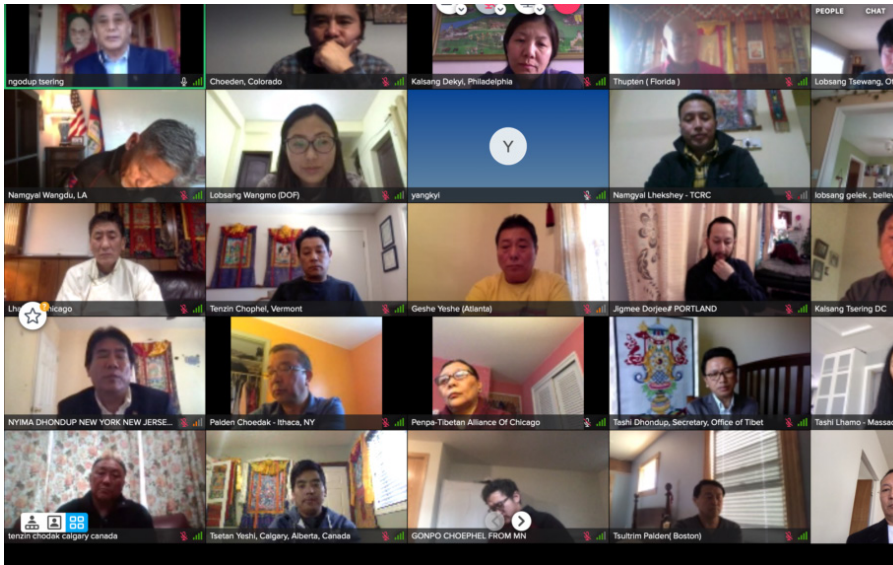 PEOPLE CHAT
ngodup tsering
Choeden, Colorado
Kalsang Dekyi, Philadelphia
Thupten ( Florida )
Lobsang Tsewang,
Namgyal Wangdu, LA
Lobsang Wangmo (DOF)
Y
yangkyi
Namgyal Lhekshey - TCRC
lobsang gelek ,
hicago
Tenzin Chophel, Vermont
Geshe Yeshe (Atlanta)
Jigmee Dorjee# PORTLAND
Kalsang Tsering DC
NYIMA DHONDUP NEW YORK NEW JERSE...
Palden Choedak - Ithaca, NY
Penpa-Tibetan Alliance Of Chicago
Tashi Dhondup, Secretary, Office of Tibet
Tashi Lhamo -
tenzin chodak calgary canada
Tsetan Yeshi, Calgary, Alberta, Canada
GONPO CHOEPHEL FROM MN
Tsultrim Palden( Boston)